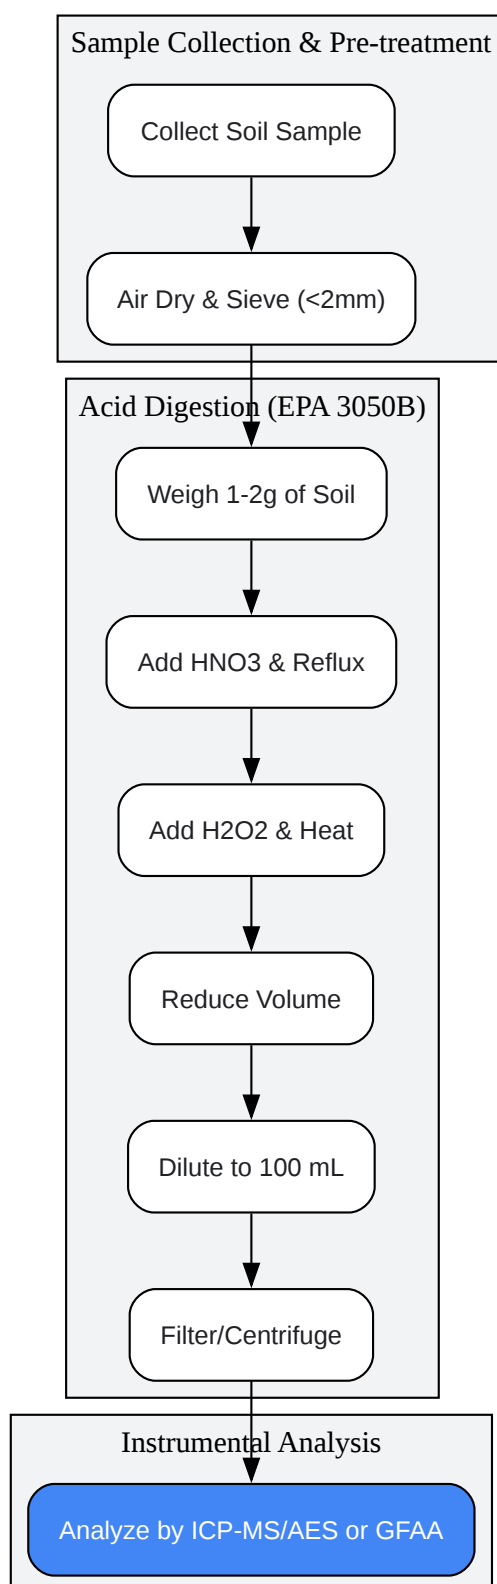 Sample Collection & Pre-treatment
Collect Soil Sample
Air Dry & Sieve (<2mm)
Acid Digestion (EPA 3050B)
Weigh 1-2g of Soil
Add HNO3 & Reflux
Add H2O2 & Heat
Reduce Volume
Dilute to 100 mL
Filter/Centrifuge
Instrumental Analysis
Analyze by ICP-MS/AES or GFAA